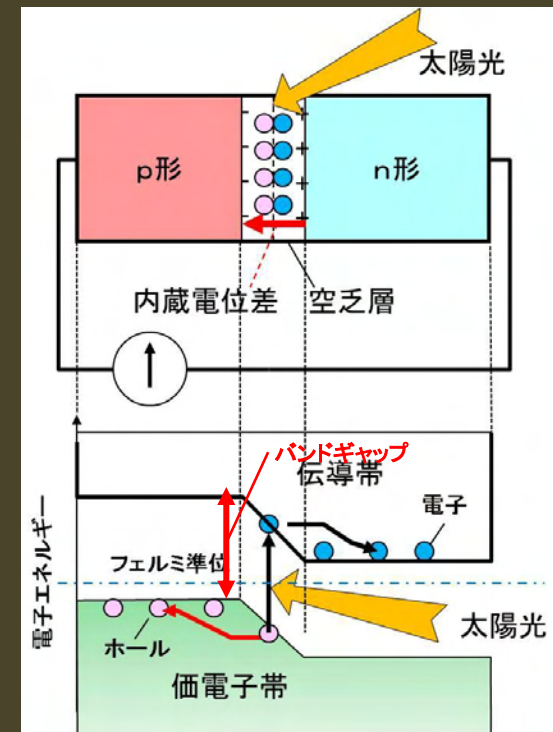 太陽光
p形
n形
内蔵電位差
空乏層
バンドギャップ
伝導帯
電子
電子エネルギー
フェルミ準位
ホール
太陽光
価電子帯